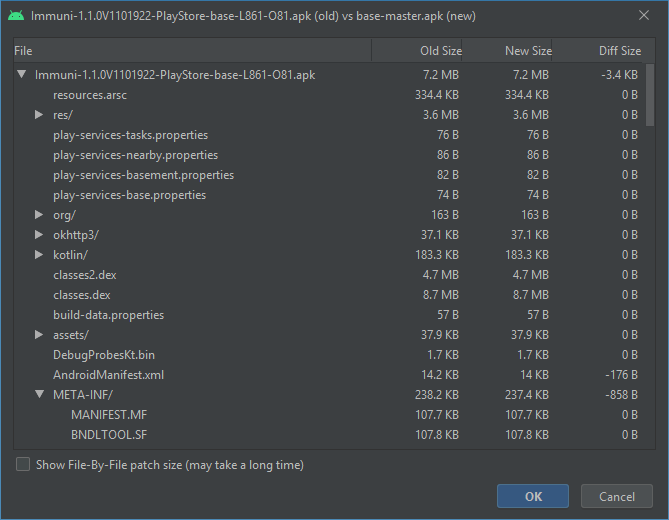 Immuni-1.1.0V1101922-PlayStore-base-L861-O81.apk (old) vs base-master.apk (new)
File Old Size New Size Diff Size
Immuni-1.1.0V1101922-PlayStore-base-L861-O81.apk 7.2 MB 7.2 MB -3.4 KB
resources.arsc 334.4 KB 334.4 KB 0 B
res/ 3.6 MB 3.6 MB 0 B
play-services-tasks.properties 76 B 76 B 0 B
play-services-nearby.properties 86 B 86 B 0 B
play-services-basement.properties 82 B 82 B 0 B
play-services-base.properties 74 B 74 B 0 B
org/ 163 B 163 B 0 B
okhttp3/ 37.1 KB 37.1 KB 0 B
kotlin/ 183.3 KB 183.3 KB 0 B
classes2.dex 4.7 MB 4.7 MB 0 B
classes.dex 8.7 MB 8.7 MB 0 B
build-data.properties 57 B 57 B 0 B
assets/ 37.9 KB 37.9 KB 0 B
DebugProbesKt.bin 1.7 KB 1.7 KB 0 B
AndroidManifest.xml 14.2 KB 14 KB -176 B
META-INF/ 238.2 KB 237.4 KB -858 B
MANIFEST.MF 107.7 KB 107.7 KB 0 B
BNDLTOOL.SF 107.8 KB 107.8 KB 0 B
Show File-By-File patch size (may take a long time)
OK Cancel